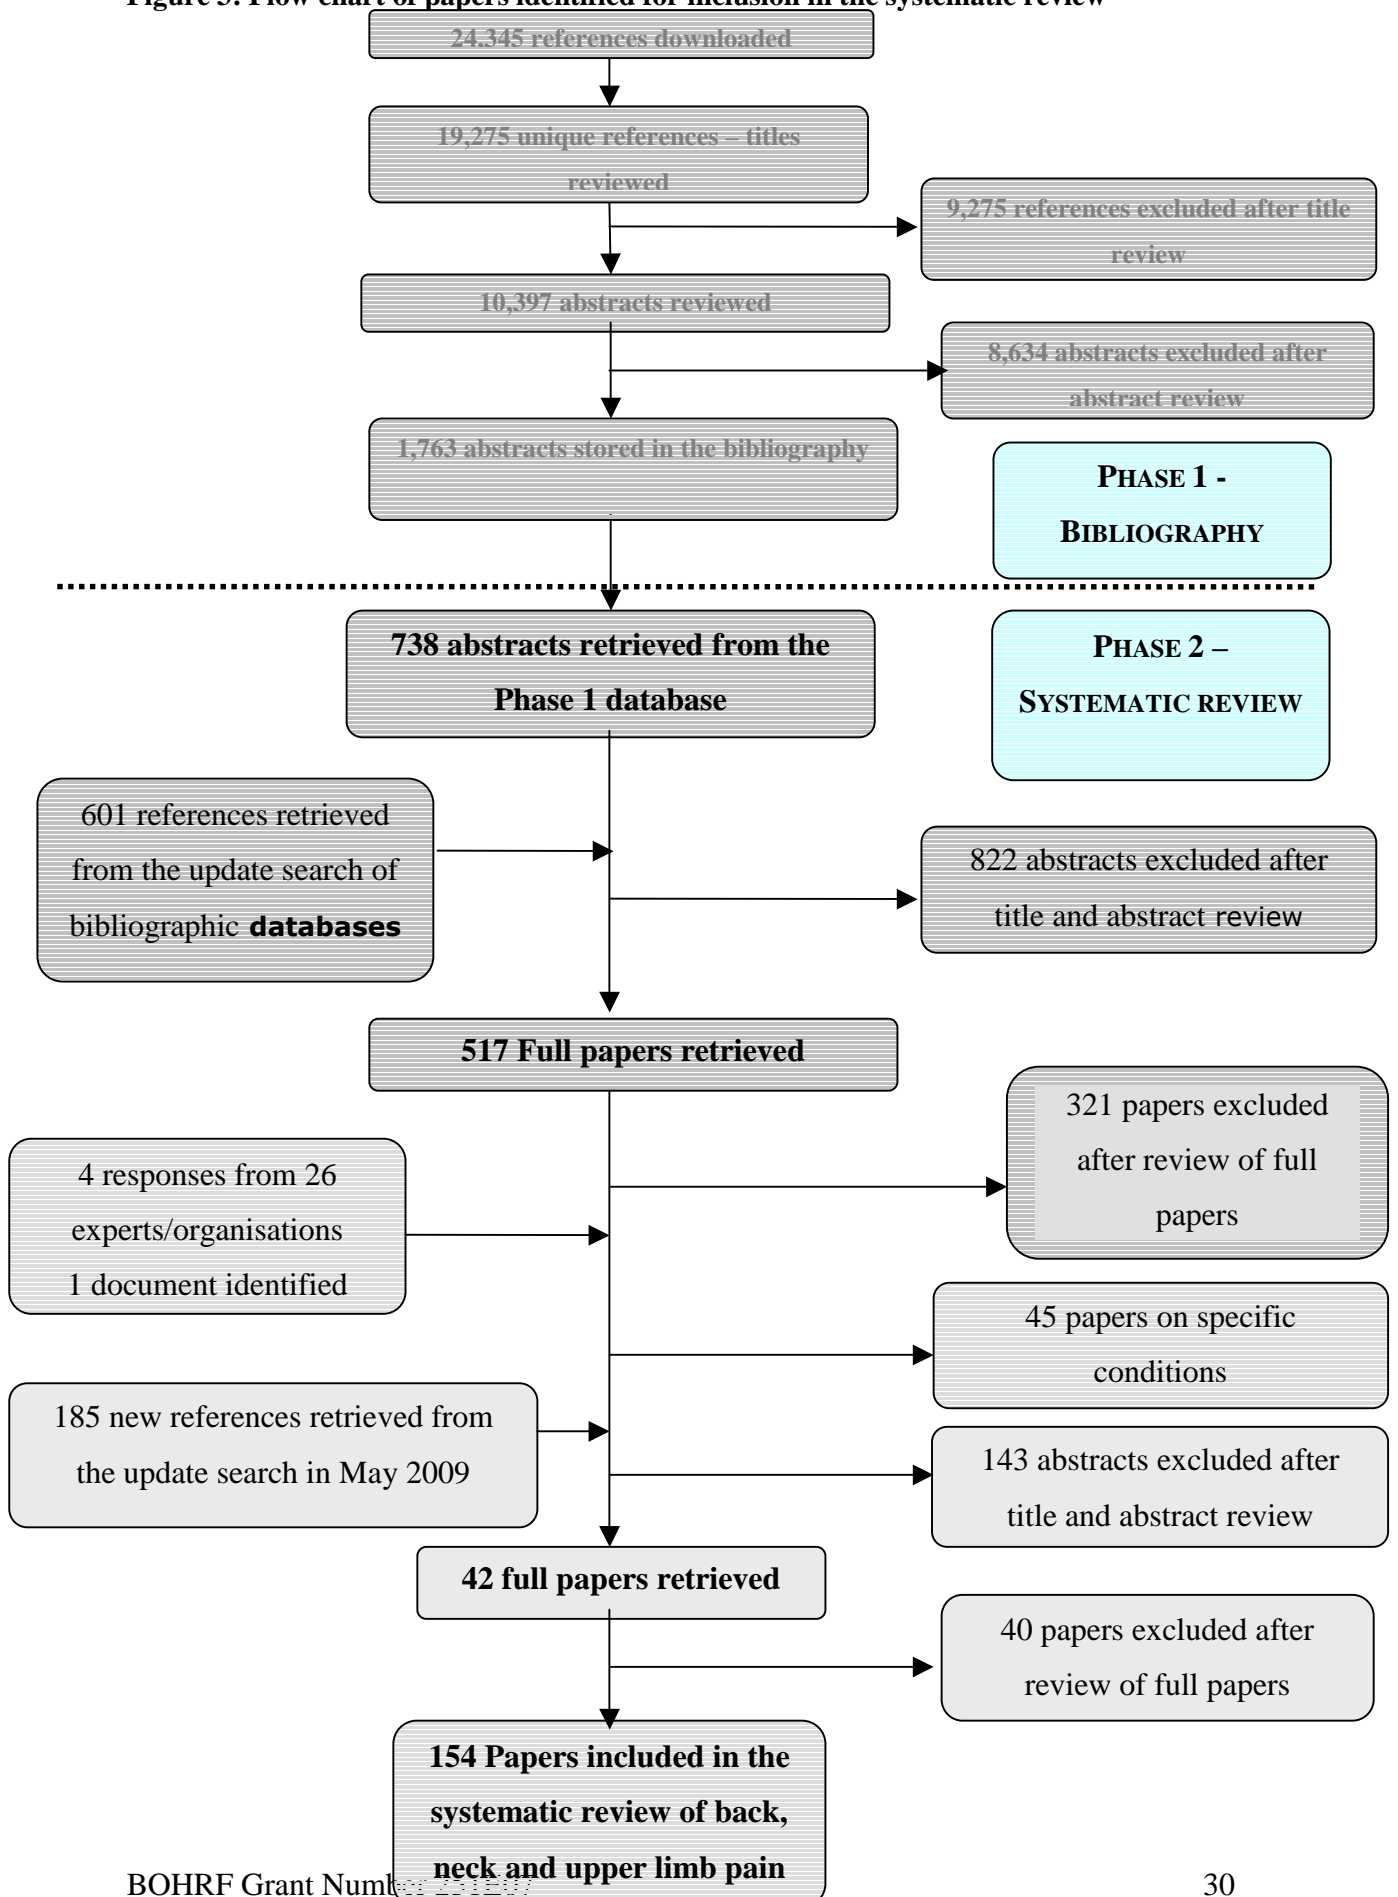 Figure 3: Flow chart of papers identified for inclusion in the systematic review
24,345 references downloaded
19,275 unique references – titles
reviewed
9,275 references excluded after title
review
10,397 abstracts reviewed
8,634 abstracts excluded after
abstract review
1,763 abstracts stored in the bibliography
PHASE 1 -
BIBLIOGRAPHY
738 abstracts retrieved from the
Phase 1 database
PHASE 2 –
SYSTEMATIC REVIEW
601 references retrieved
from the update search of
bibliographic databases
822 abstracts excluded after
title and abstract review
517 Full papers retrieved
321 papers excluded
after review of full
papers
4 responses from 26
experts/organisations
1 document identified
45 papers on specific
conditions
185 new references retrieved from
the update search in May 2009
143 abstracts excluded after
title and abstract review
42 full papers retrieved
40 papers excluded after
review of full papers
154 Papers included in the
systematic review of back,
neck and upper limb pain
BOHRF Grant Number
30